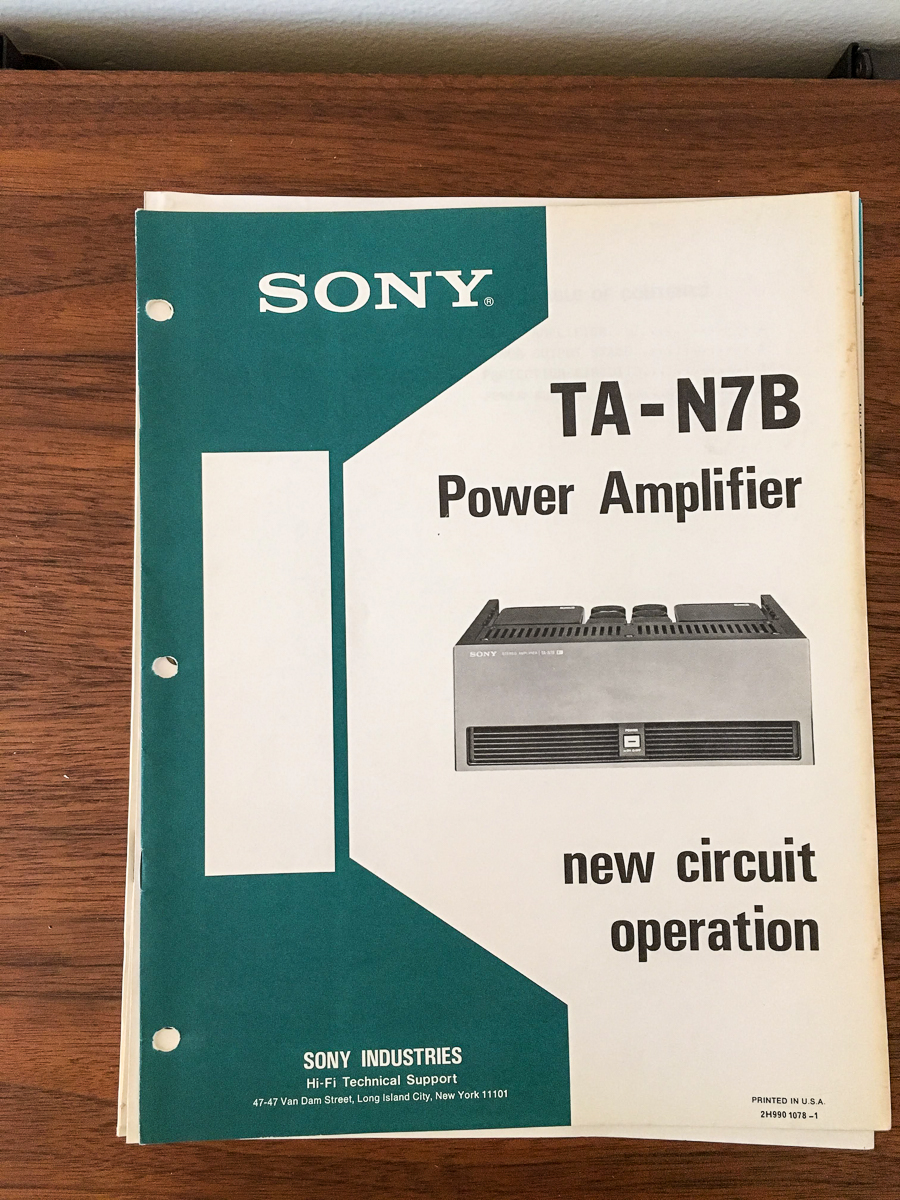 SONY®
TA-N7B
Power Amplifier
SONY
new circuit
operation
SONY INDUSTRIES
Hi-Fi Technical Support
47-47 Van Dam Street, Long Island City, New York 11101
PRINTED IN U.S.A.
2H990 1078-1